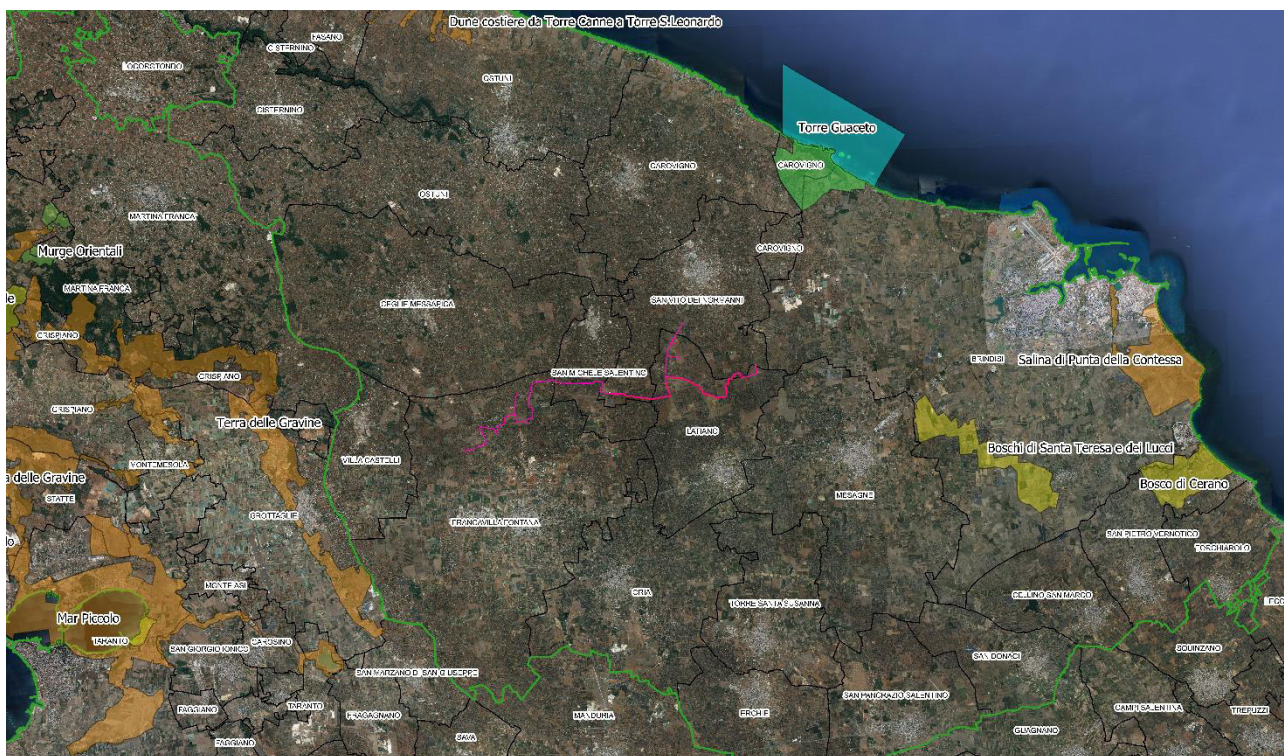 Dune costiere da Torre Canne a Torre S.Leonardo
FASANO
CISTERNINO
LOCOROTONDO
OSTUNI
CISTERNINO
Torre Guaceto
CAROVIGNO
CAROVIGNO
OSTUNI
MARTINA FRANCA
Murge Orientali
CAROVIGNO
MARTINA FRANCA
CEGLIE MESSAPICA
SAN VITO DEI NORMANNI
CRISPIANO
BRINDISI
Salina di Punta della Contessa
CRISPIANO
SAN MICHELE SALENTINO
CRISPIANO
Terra delle Gravine
LATIANO
Boschi di Santa Teresa e dei Lucci
VILLA CASTELLI
MONTEMESOLA
a delle Gravine
STATTE
MESAGNE
Bosco di Cerano
GROTTAGLIE
FRANCAVILLA FONTANA
SAN PIETRO VERNOTICO
TORCHIAROLO
MONTEIASI
ORIA
CELLINO SAN MARCO
TORRE SANTA SUSANNA
LECC
Mar Piccolo
TARANTO
CAROSINO
SAN GIORGIO IONICO
SQUINZANO
SAN DONACI
SAN MARZANO DI SAN GIUSEPPE
SAN PANCRAZIO SALENTINO
FAGGIANO
TARANTO
CAMPI SALENTINA
TREPUZZI
FRAGAGNANO
MANDURIA
ERCHIE
GUAGNANO
SAVA
FAGGIANO